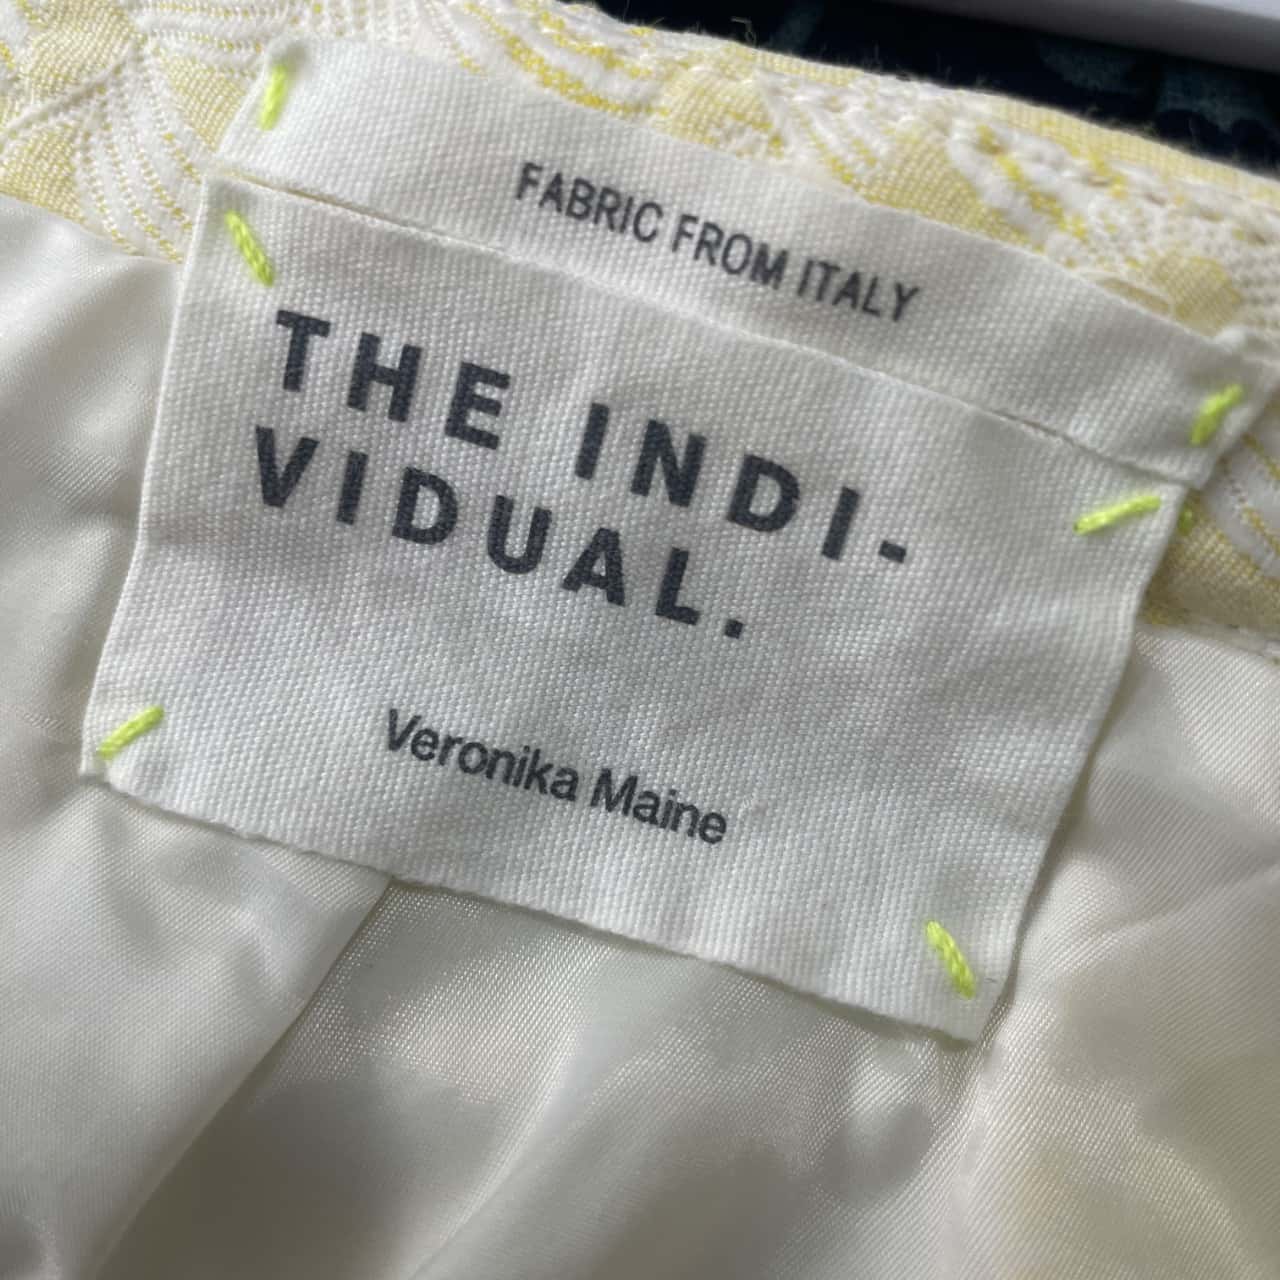 FABRIC FROM ITALY
THE INDI-
VIDUAL.
Veronika Maine